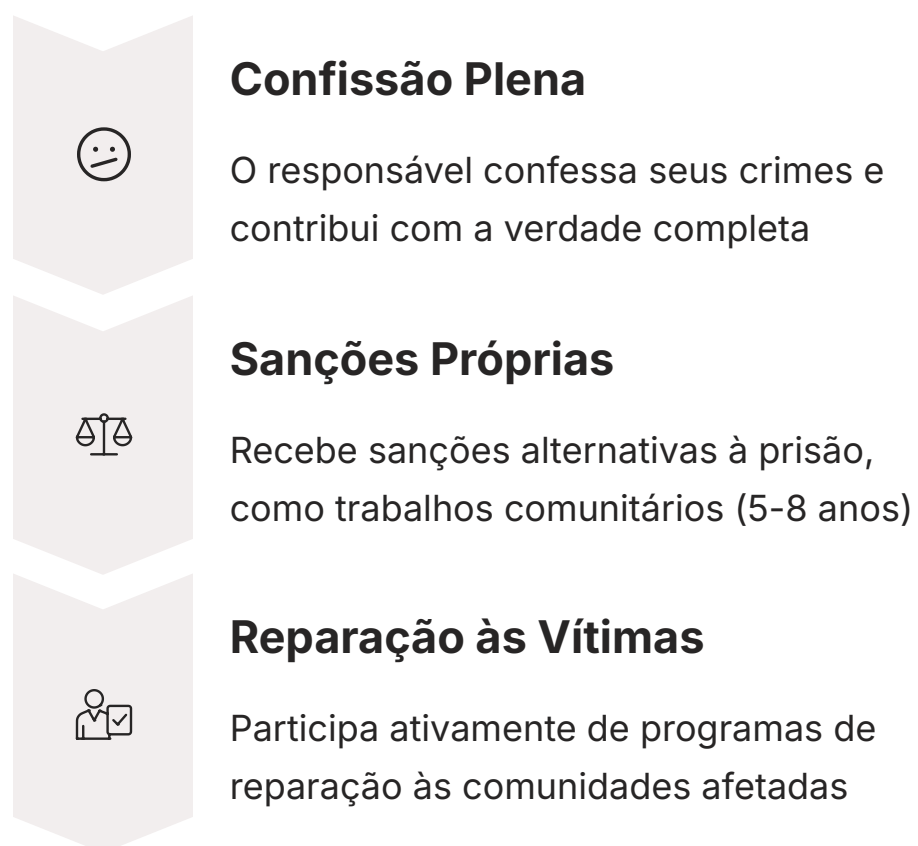 Confissão Plena
O responsável confessa seus crimes e
contribui com a verdade completa
Sanções Próprias
Recebe sanções alternativas à prisão,
como trabalhos comunitários (5-8 anos)
Reparação às Vítimas
Participa ativamente de programas de
reparação às comunidades afetadas